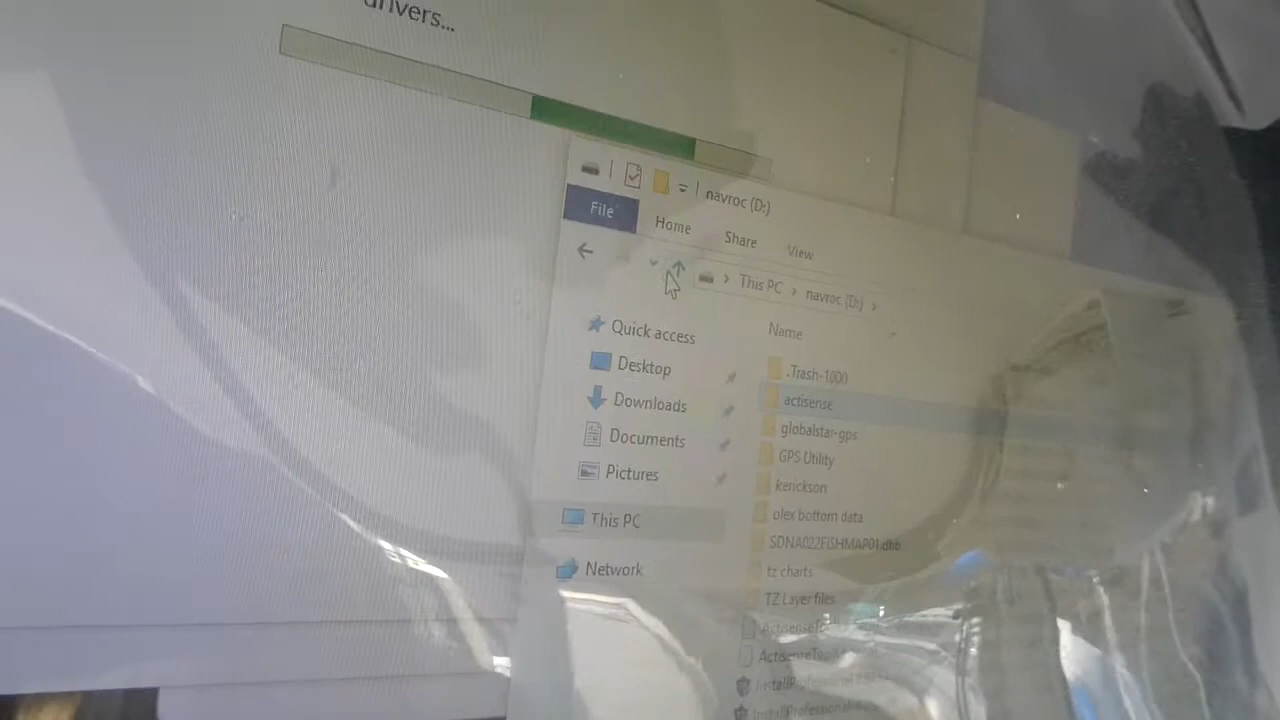 drivers...
navroc (D:)
File Home Share View
This PC > navroc (D:) >
Quick access
Desktop
Downloads
Documents
Pictures
This PC
Network
Name
.Trash-1000
actisense
globalstar-gps
GPS Utility
kerickson
olex bottom data
SDNA022FISHMAP01.dbb
tz charts
TZ Layer files